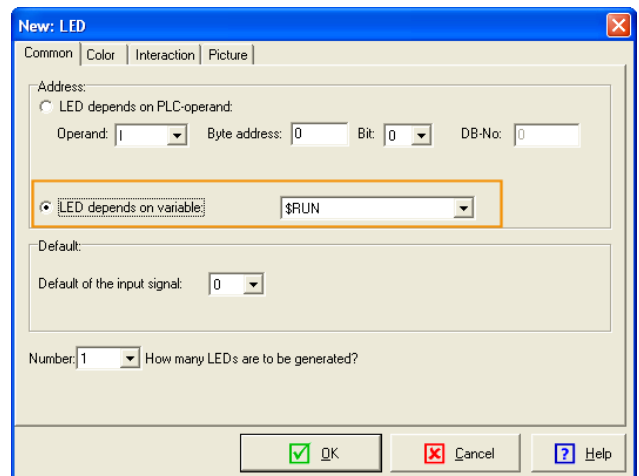 New: LED
Common Color Interaction Picture
Address:
LED depends on PLC-operand:
Operand: I Byte address: 0 Bit: 0 DB-No: 0
LED depends on variable: $RUN
Default:
Default of the input signal: 0
Number: 1 How many LEDs are to be generated?
OK Cancel ? Help